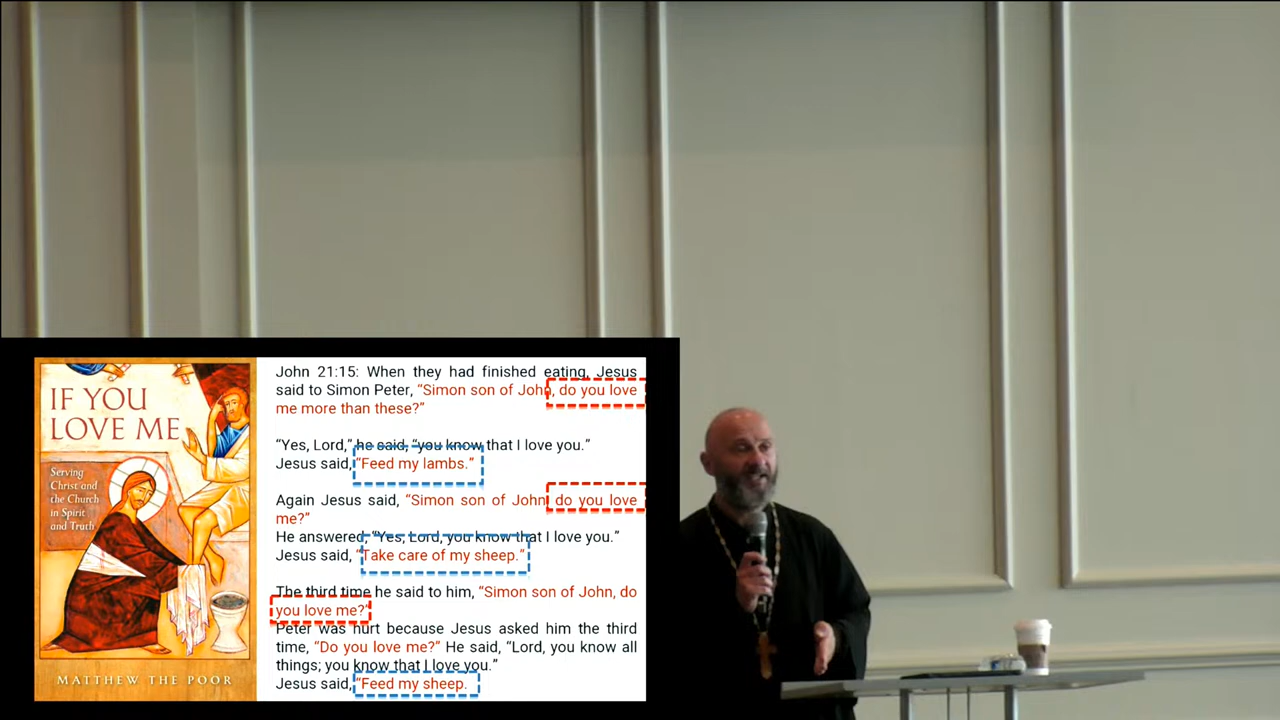 IF YOU
LOVE ME
Serving
Christ and
the Church
in Spirit
and Truth
MATTHEW THE POOR
John 21:15: When they had finished eating, Jesus
said to Simon Peter, “Simon son of John, do you love
me more than these?”
“Yes, Lord,” he said, “you know that I love you.”
Jesus said, “Feed my lambs.”
Again Jesus said, “Simon son of John, do you love
me?”
He answered, “Yes, Lord, you know that I love you.”
Jesus said, “Take care of my sheep.”
The third time he said to him, “Simon son of John, do
you love me?”
Peter was hurt because Jesus asked him the third
time, “Do you love me?” He said, “Lord, you know all
things; you know that I love you.”
Jesus said, “Feed my sheep.